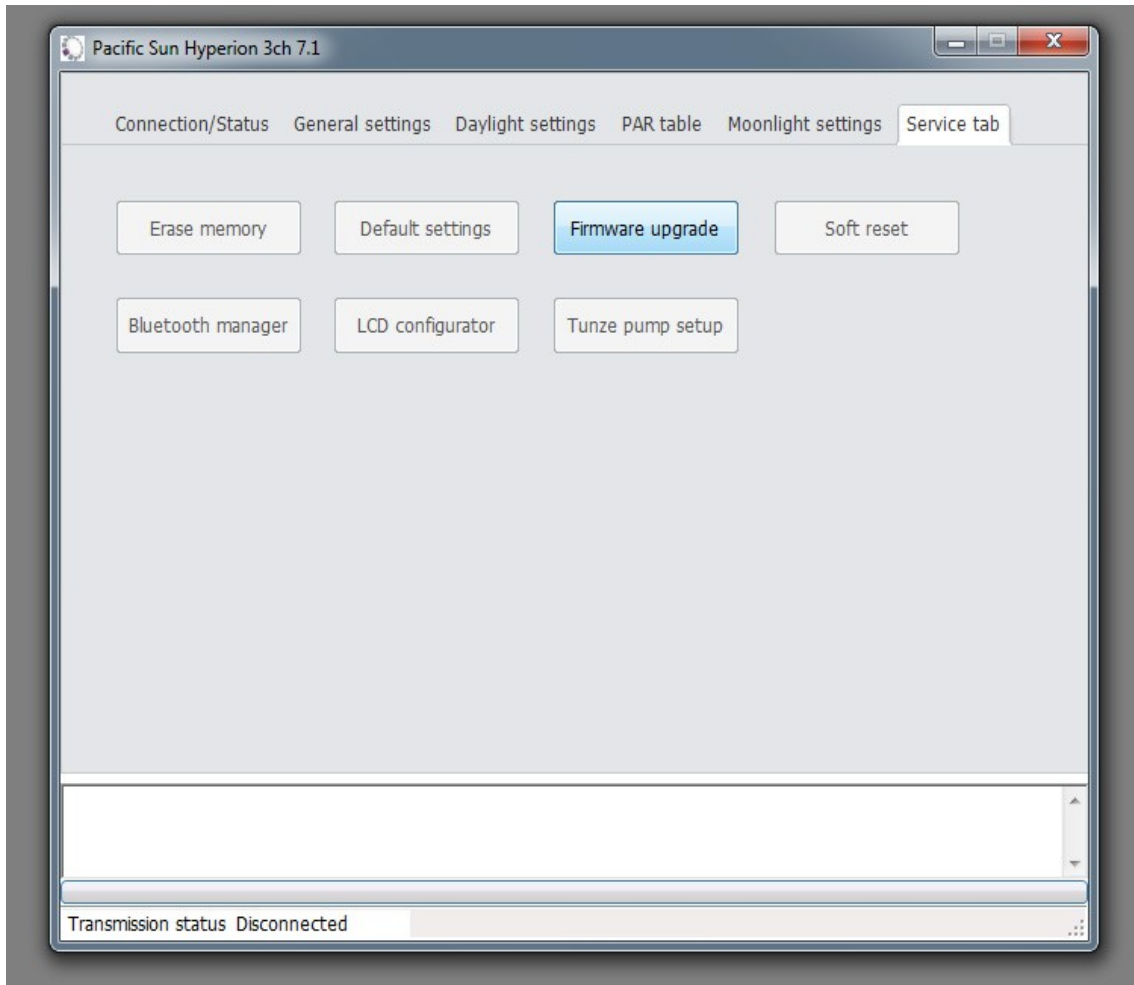 Pacific Sun Hyperion 3ch 7.1
Connection/Status General settings Daylight settings PAR table Moonlight settings Service tab
Erase memory Default settings Firmware upgrade Soft reset
Bluetooth manager LCD configurator Tunze pump setup
Transmission status Disconnected